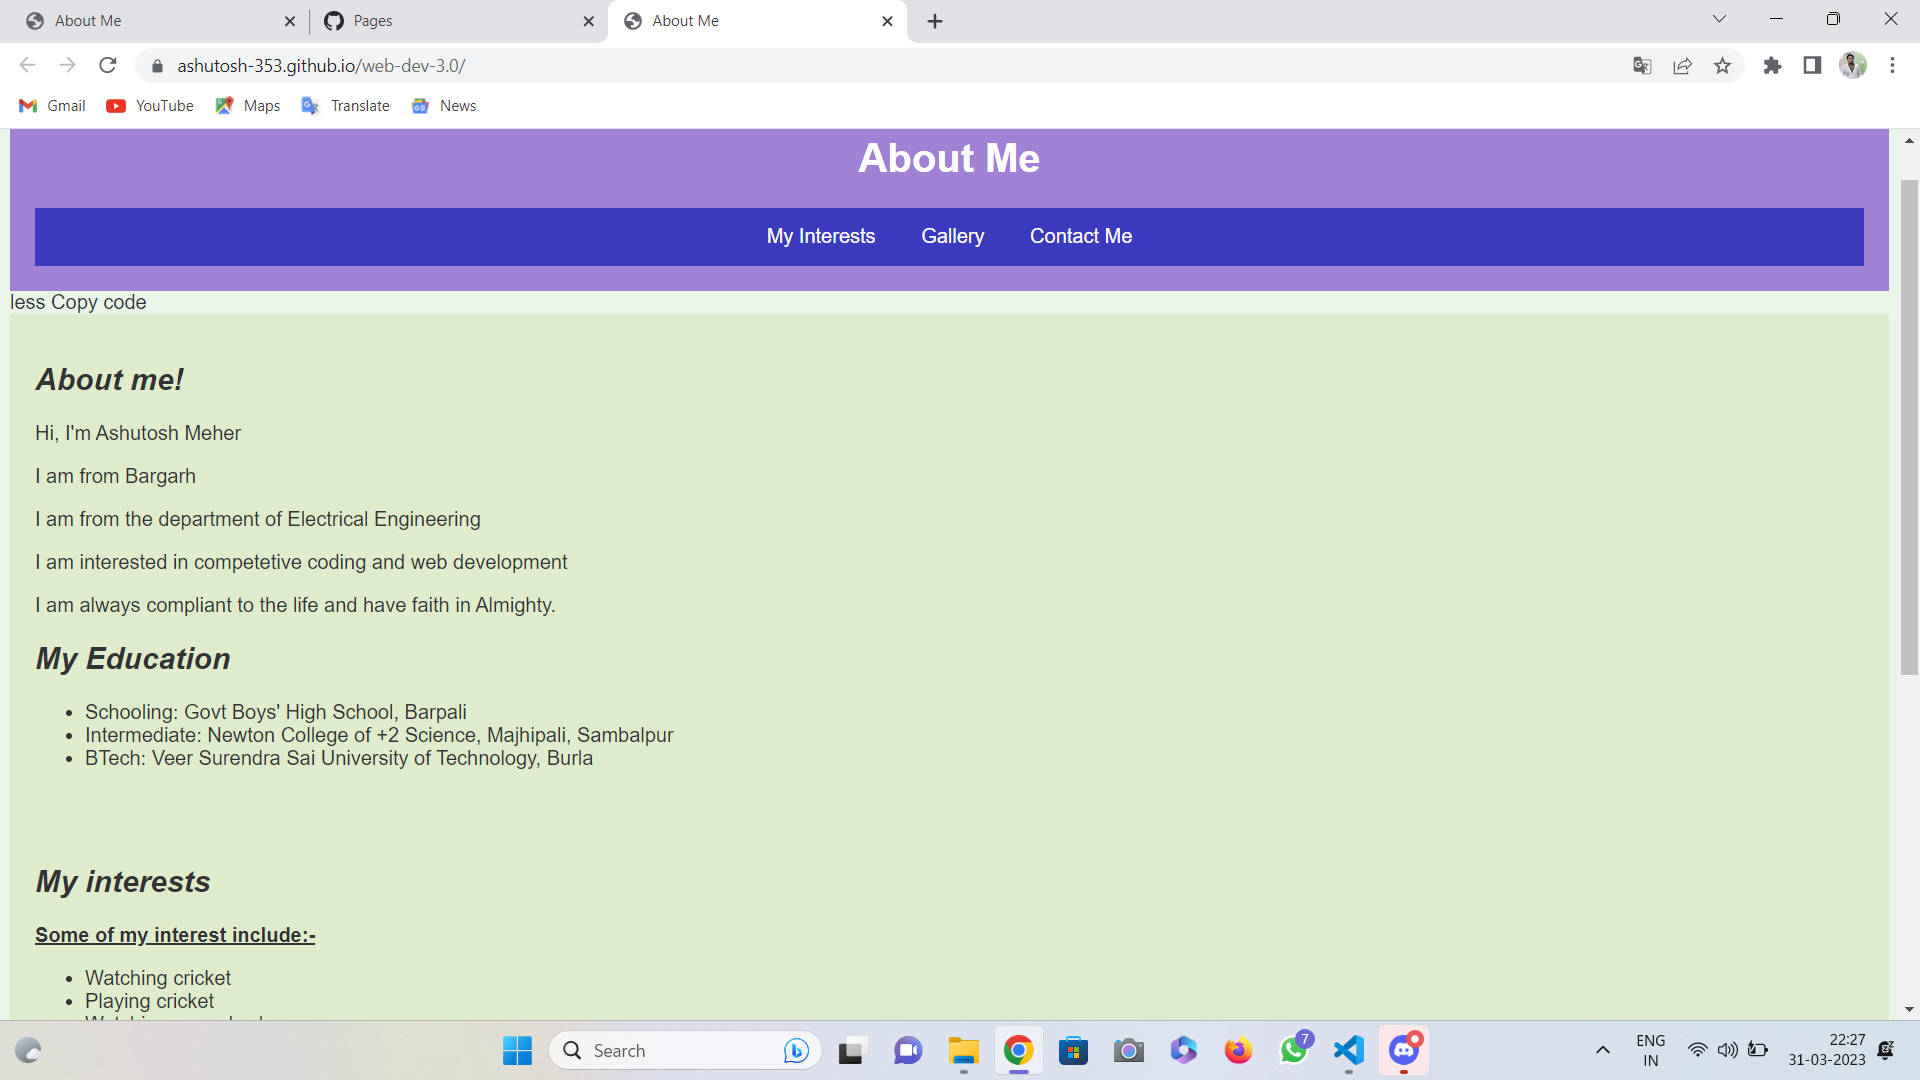 About Me
Pages
About Me
ashutosh-353.github.io/web-dev-3.0/
Gmail
YouTube
Maps
Translate
News
About Me
My Interests
Gallery
Contact Me
less Copy code
About me!
Hi, I'm Ashutosh Meher
I am from Bargarh
I am from the department of Electrical Engineering
I am interested in competetive coding and web development
I am always compliant to the life and have faith in Almighty.
My Education
Schooling: Govt Boys' High School, Barpali
Intermediate: Newton College of +2 Science, Majhipali, Sambalpur
BTech: Veer Surendra Sai University of Technology, Burla
My interests
Some of my interest include:-
Watching cricket
Playing cricket
Search
7
ENG
IN
22:27
31-03-2023